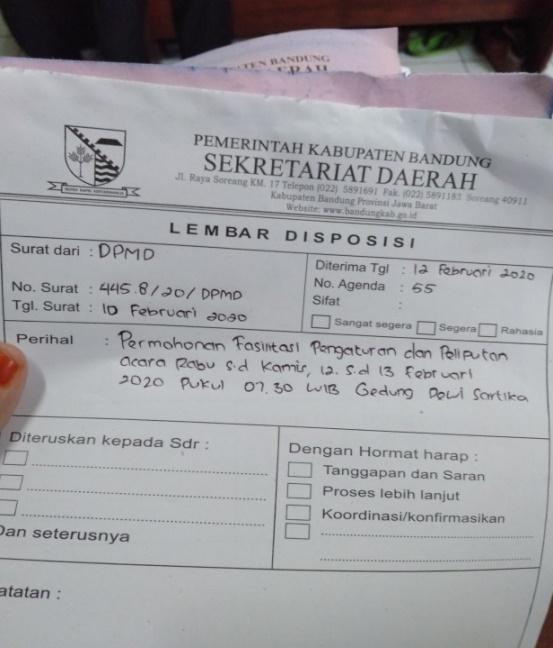 TEN BANDUNG
PEMERINTAH KABUPATEN BANDUNG
SEKRETARIAT DAERAH
Jl. Raya Soreang KM. 17 Telepon (022) 5891691 Fak. (022) 5891183 Soreang 40911
Kabupaten Bandung Provinsi Jawa Barat
Website: www.bandungkab.go.id
LEMBAR DISPOSISI
Surat dari : DPMD
No. Surat : 445.8/20/DPMD
Tgl. Surat : 10 Februari 2020
Diterima Tgl : 12 Februari 2020
No. Agenda : 55
Sifat :
Sangat segera Segera Rahasia
Perihal : Permohonan Fasilitasi Pengaturan dan Peliputan
acara Rabu s.d Kamis, 12 s.d 13 Februari
2020 Pukul 07.30 WIB Gedung Dewi Sartika
Diteruskan kepada Sdr :
Dan seterusnya
Dengan Hormat harap :
Tanggapan dan Saran
Proses lebih lanjut
Koordinasi/konfirmasikan
atatan :